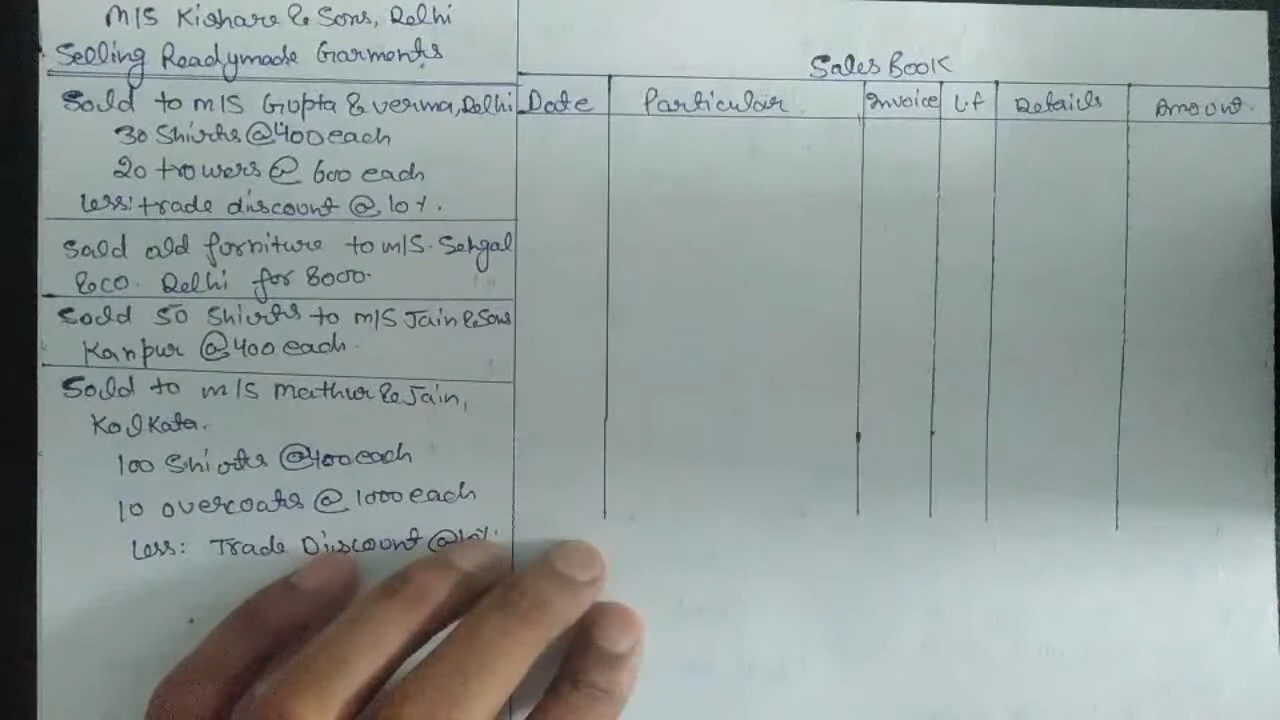 M/S Kishore & Sons, Delhi
Selling Readymade Garments
Sold to M/S Gupta & verma, Delhi
30 Shirts @ 400 each
20 trowers @ 600 each
Less: trade discount @ 10%.
Sold old forniture to M/S. Sehgal
& co. Delhi for 8000.
Sold 50 Shirts to M/S Jain & Sons
Kanpur @ 400 each.
Sold to M/S Mathur & Jain,
Kolkata.
100 Shirts @ 400 each
10 overcoats @ 1000 each
Less: Trade Discount @ 10%.
Sales Book
Date Particular Invoice L.f Details Amount.